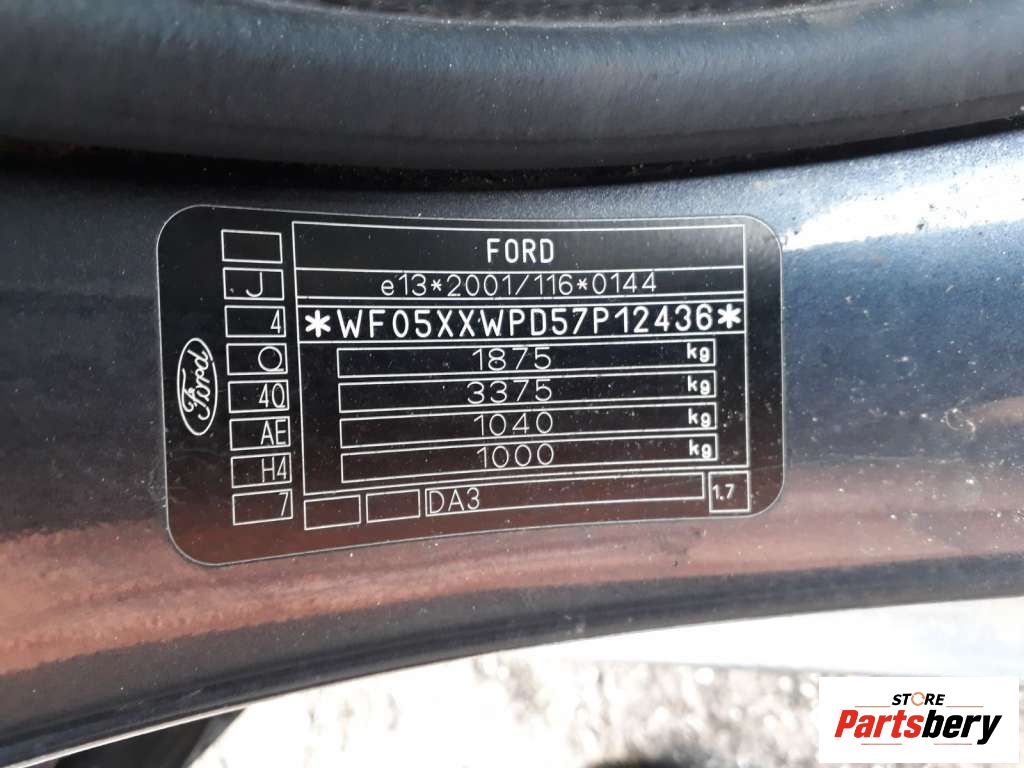 FORD
e13*2001/116*0144
*WF05XXWPD57P12436*
1875 kg
3375 kg
1040 kg
1000 kg
DA3
1.7
J
4
Q
4Q
AE
H4
7
Ford
STORE
Partsbery